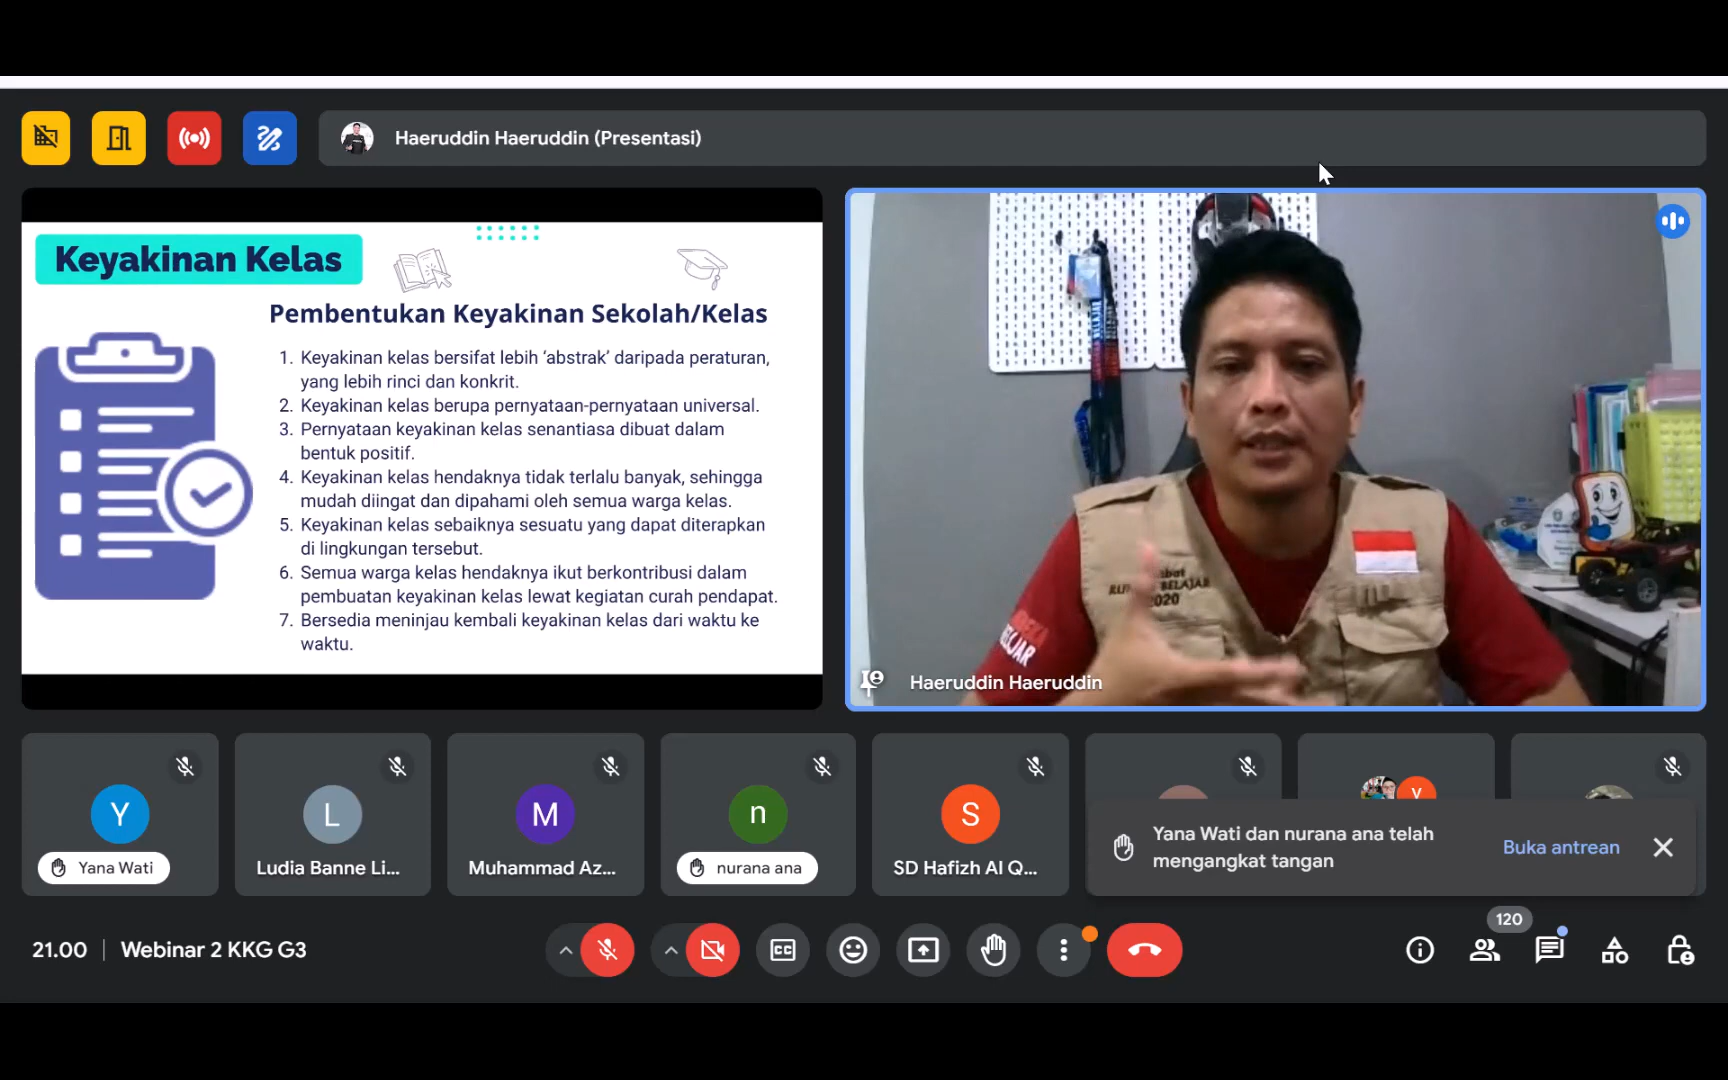 Haeruddin Haeruddin (Presentasi)
Keyakinan Kelas
Pembentukan Keyakinan Sekolah/Kelas
1. Keyakinan kelas bersifat lebih ‘abstrak’ daripada peraturan,
yang lebih rinci dan konkrit.
2. Keyakinan kelas berupa pernyataan-pernyataan universal.
3. Pernyataan keyakinan kelas senantiasa dibuat dalam
bentuk positif.
4. Keyakinan kelas hendaknya tidak terlalu banyak, sehingga
mudah diingat dan dipahami oleh semua warga kelas.
5. Keyakinan kelas sebaiknya sesuatu yang dapat diterapkan
di lingkungan tersebut.
6. Semua warga kelas hendaknya ikut berkontribusi dalam
pembuatan keyakinan kelas lewat kegiatan curah pendapat.
7. Bersedia meninjau kembali keyakinan kelas dari waktu ke
waktu.
BELAJAR
2020
Haeruddin Haeruddin
Y
Yana Wati
L
Ludia Banne Li...
M
Muhammad Az...
n
nurana ana
S
SD Hafizh Al Q...
Yana Wati dan nurana ana telah
mengangkat tangan
Buka antrean
21.00
Webinar 2 KKG G3
CC
120